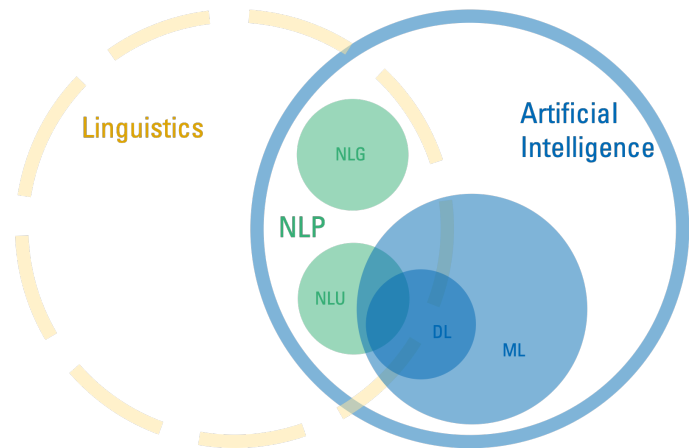 Linguistics
Artificial
Intelligence
NLG
NLP
NLU
DL
ML